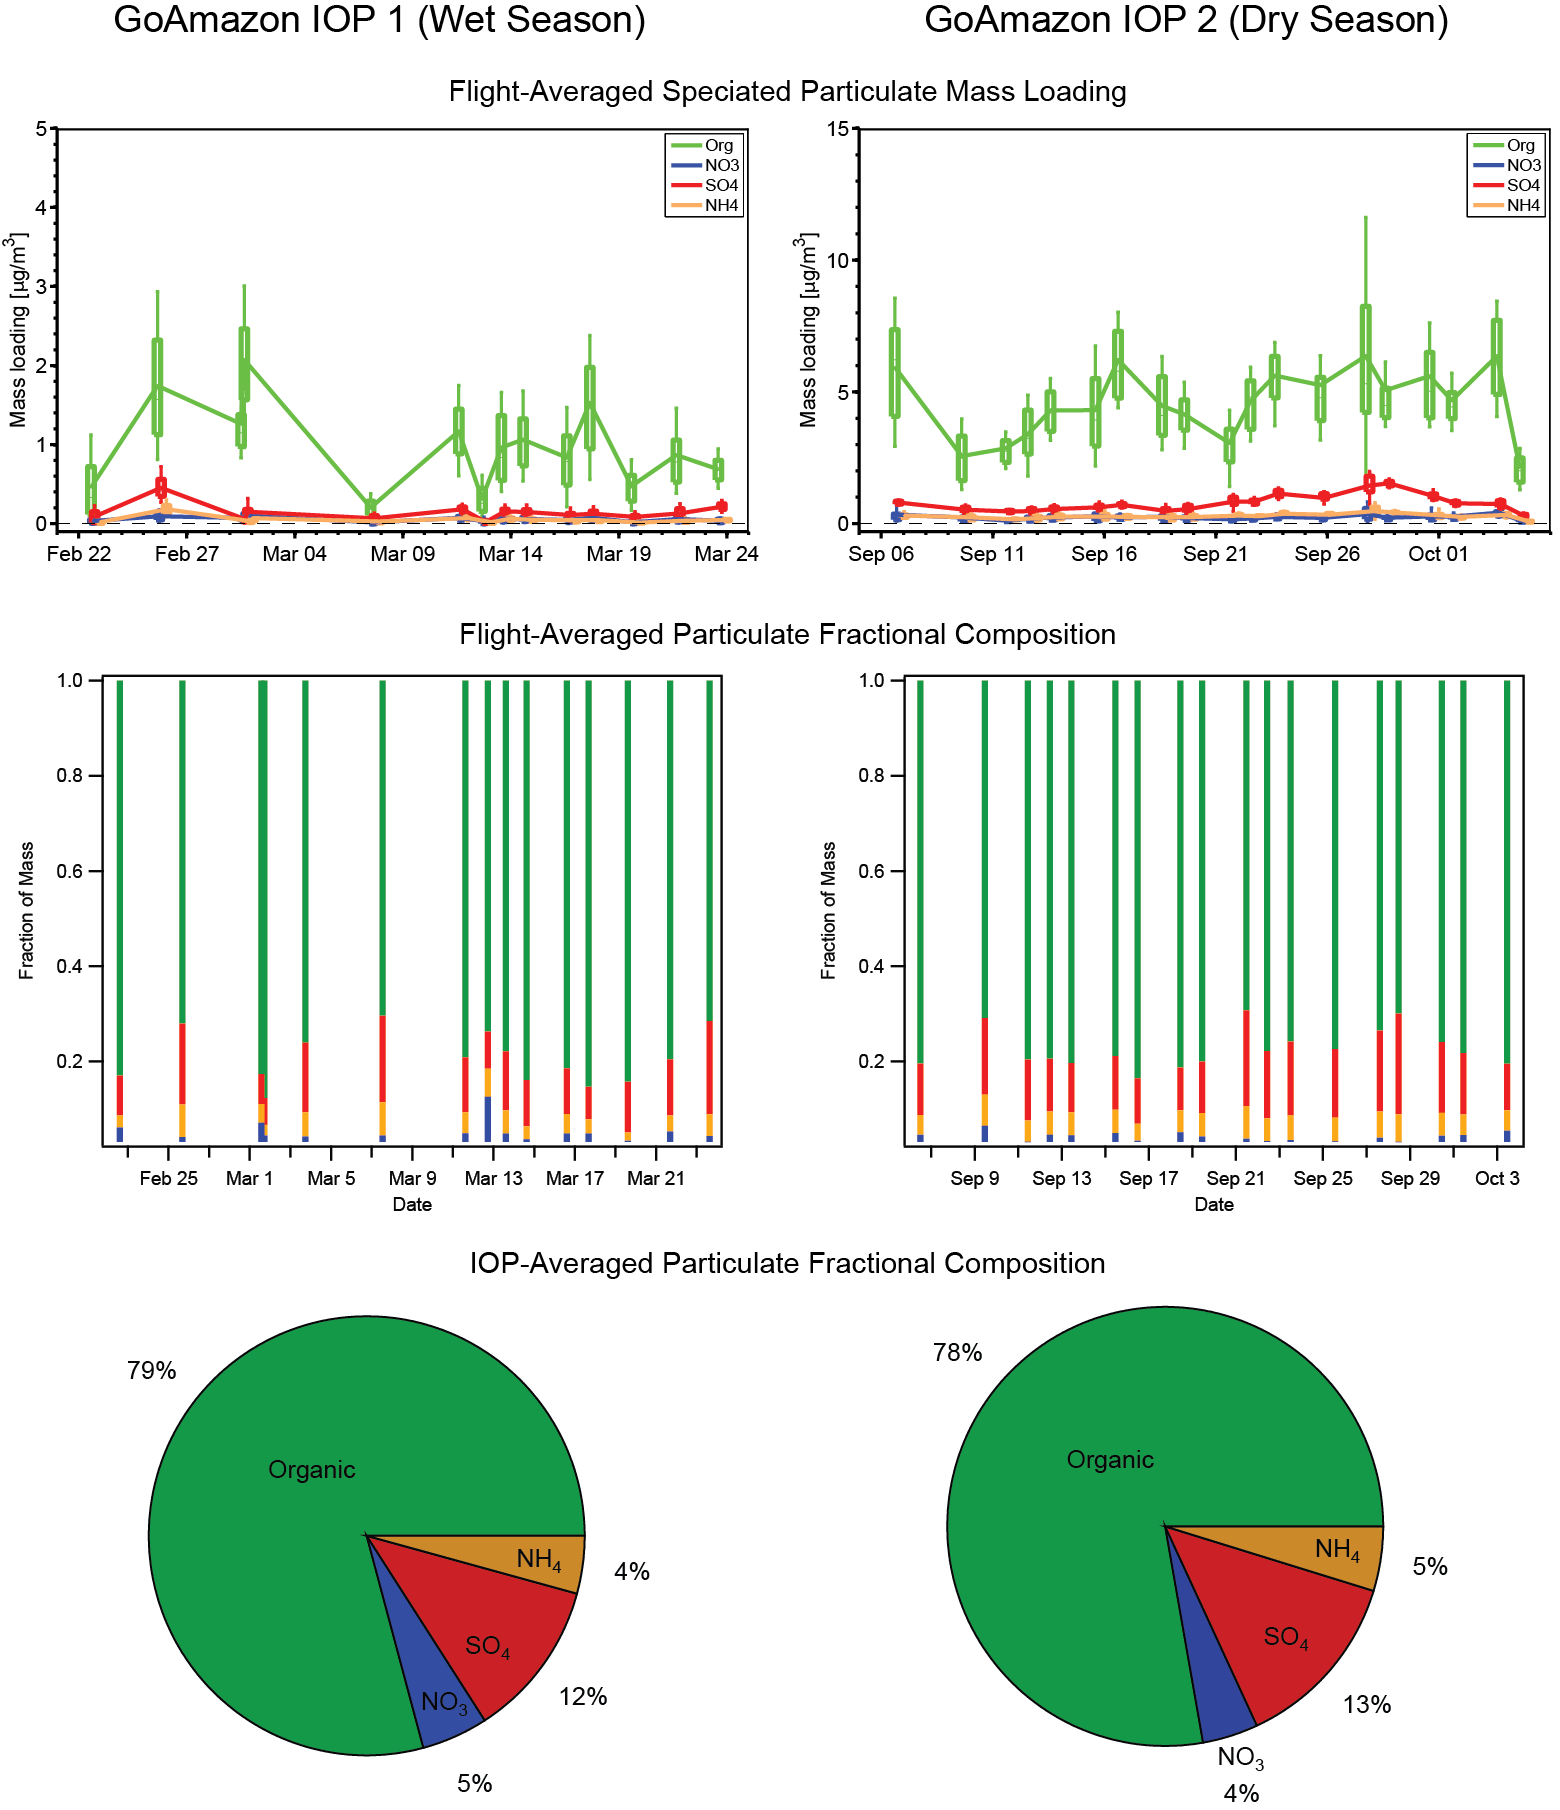 GoAmazon IOP 1 (Wet Season)
GoAmazon IOP 2 (Dry Season)
Flight-Averaged Speciated Particulate Mass Loading
Mass loading [µg/m³]
5
4
3
2
1
0
Org
NO3
SO4
NH4
Feb 22
Feb 27
Mar 04
Mar 09
Mar 14
Mar 19
Mar 24
Mass loading [µg/m³]
15
10
5
0
Org
NO3
SO4
NH4
Sep 06
Sep 11
Sep 16
Sep 21
Sep 26
Oct 01
Flight-Averaged Particulate Fractional Composition
Fraction of Mass
1.0
0.8
0.6
0.4
0.2
Feb 25
Mar 1
Mar 5
Mar 9
Mar 13
Mar 17
Mar 21
Date
Fraction of Mass
1.0
0.8
0.6
0.4
0.2
Sep 9
Sep 13
Sep 17
Sep 21
Sep 25
Sep 29
Oct 3
Date
IOP-Averaged Particulate Fractional Composition
79%
Organic
NH₄
4%
SO₄
12%
NO₃
5%
78%
Organic
NH₄
5%
SO₄
13%
NO₃
4%